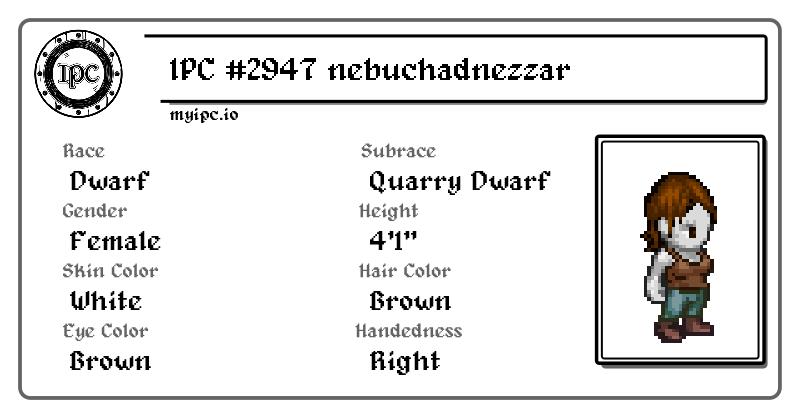 IPC
IPC #2947 nebuchadnezzar
myipc.io
Race
Dwarf
Subrace
Quarry Dwarf
Gender
Female
Height
4'1"
Skin Color
White
Hair Color
Brown
Eye Color
Brown
Handedness
Right